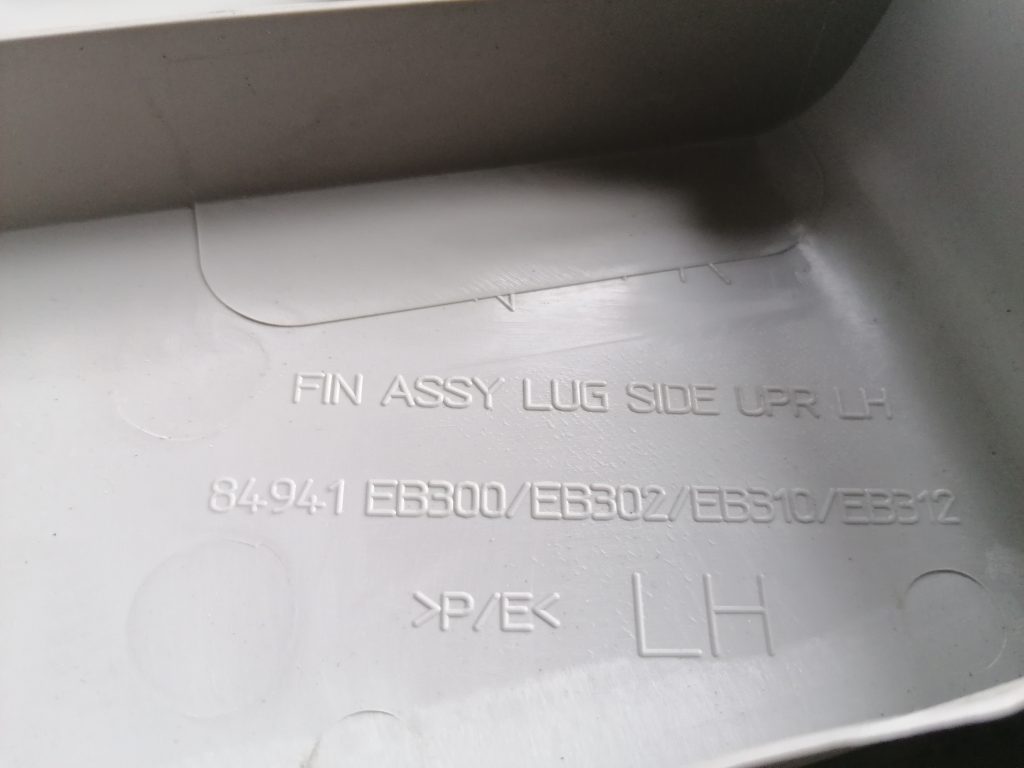 FIN ASSY LUG SIDE UPR LH
84941 EB300/EB302/EB310/EB312
>P/E< LH